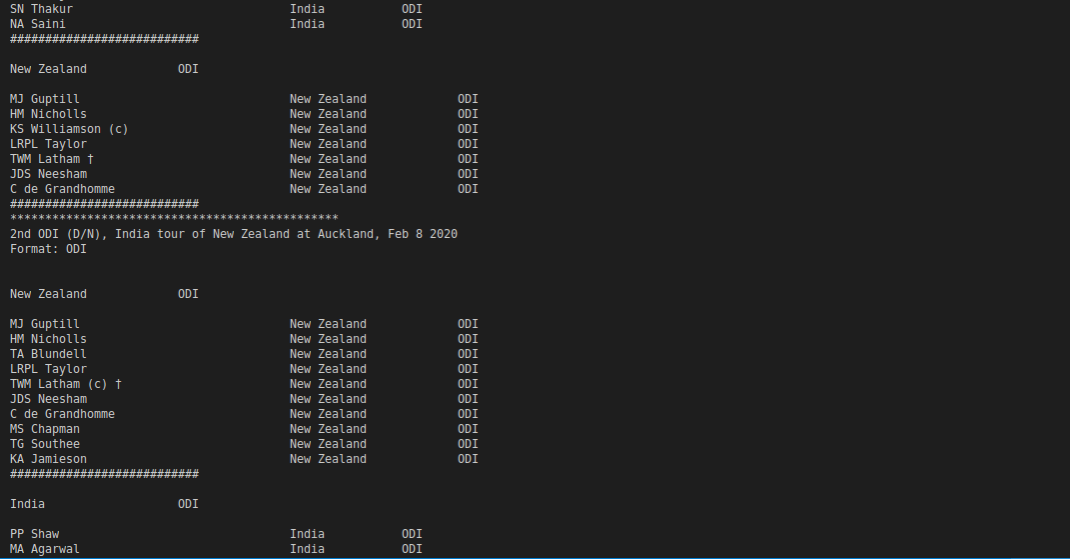 SN Thakur India ODI
NA Saini India ODI
###########################
New Zealand ODI
MJ Guptill New Zealand ODI
HM Nicholls New Zealand ODI
KS Williamson (c) New Zealand ODI
LRPL Taylor New Zealand ODI
TWM Latham † New Zealand ODI
JDS Neesham New Zealand ODI
C de Grandhomme New Zealand ODI
###########################
***********************************************
2nd ODI (D/N), India tour of New Zealand at Auckland, Feb 8 2020
Format: ODI
New Zealand ODI
MJ Guptill New Zealand ODI
HM Nicholls New Zealand ODI
TA Blundell New Zealand ODI
LRPL Taylor New Zealand ODI
TWM Latham (c) † New Zealand ODI
JDS Neesham New Zealand ODI
C de Grandhomme New Zealand ODI
MS Chapman New Zealand ODI
TG Southee New Zealand ODI
KA Jamieson New Zealand ODI
###########################
India ODI
PP Shaw India ODI
MA Agarwal India ODI